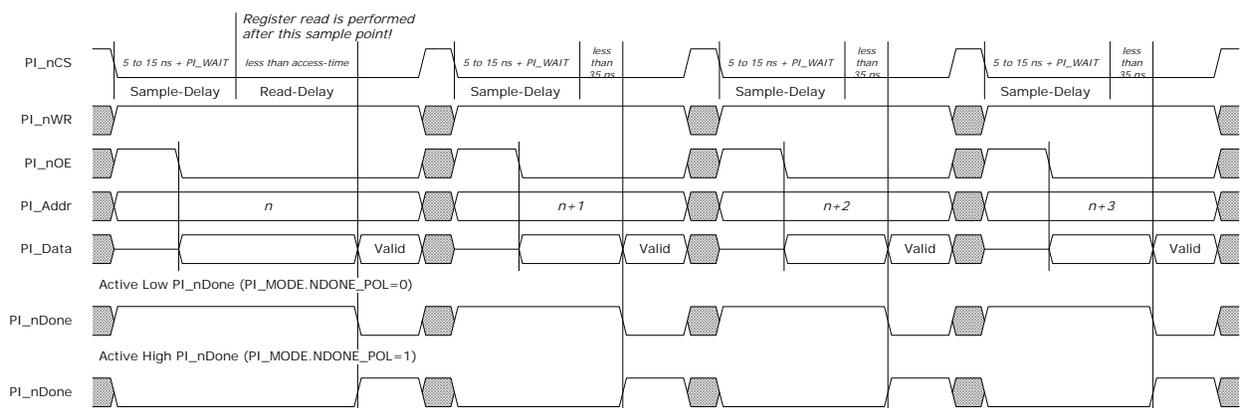 Register read is performed
after this sample point!
PI_nCS
5 to 15 ns + PI_WAIT
less than access-time
5 to 15 ns + PI_WAIT
less
than
35 ns
5 to 15 ns + PI_WAIT
less
than
35 ns
5 to 15 ns + PI_WAIT
less
than
35 ns
Sample-Delay
Read-Delay
Sample-Delay
Sample-Delay
Sample-Delay
PI_nWR
PI_nOE
PI_Addr
n
n+1
n+2
n+3
PI_Data
Valid
Valid
Valid
Valid
Active Low PI_nDone (PI_MODE.NDONE_POL=0)
PI_nDone
Active High PI_nDone (PI_MODE.NDONE_POL=1)
PI_nDone